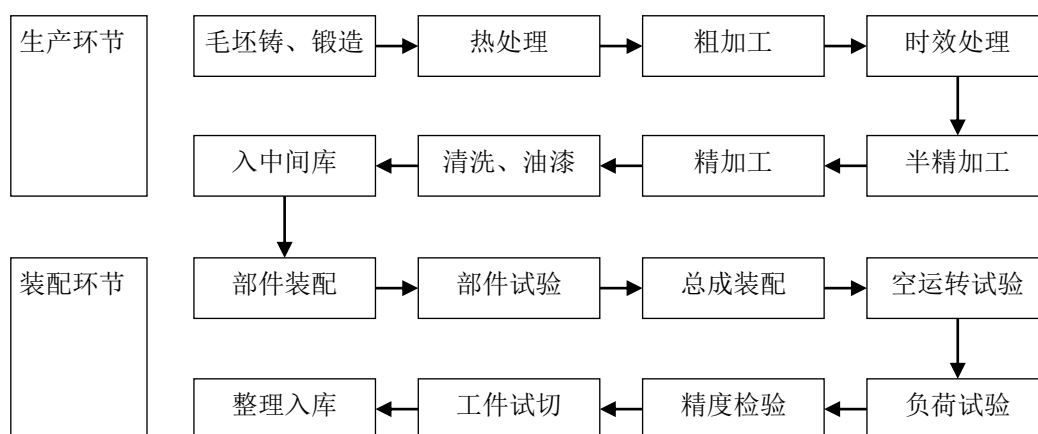 生产环节
毛坯铸、锻造
热处理
粗加工
时效处理
入中间库
清洗、油漆
精加工
半精加工
装配环节
部件装配
部件试验
总成装配
空运转试验
整理入库
工件试切
精度检验
负荷试验